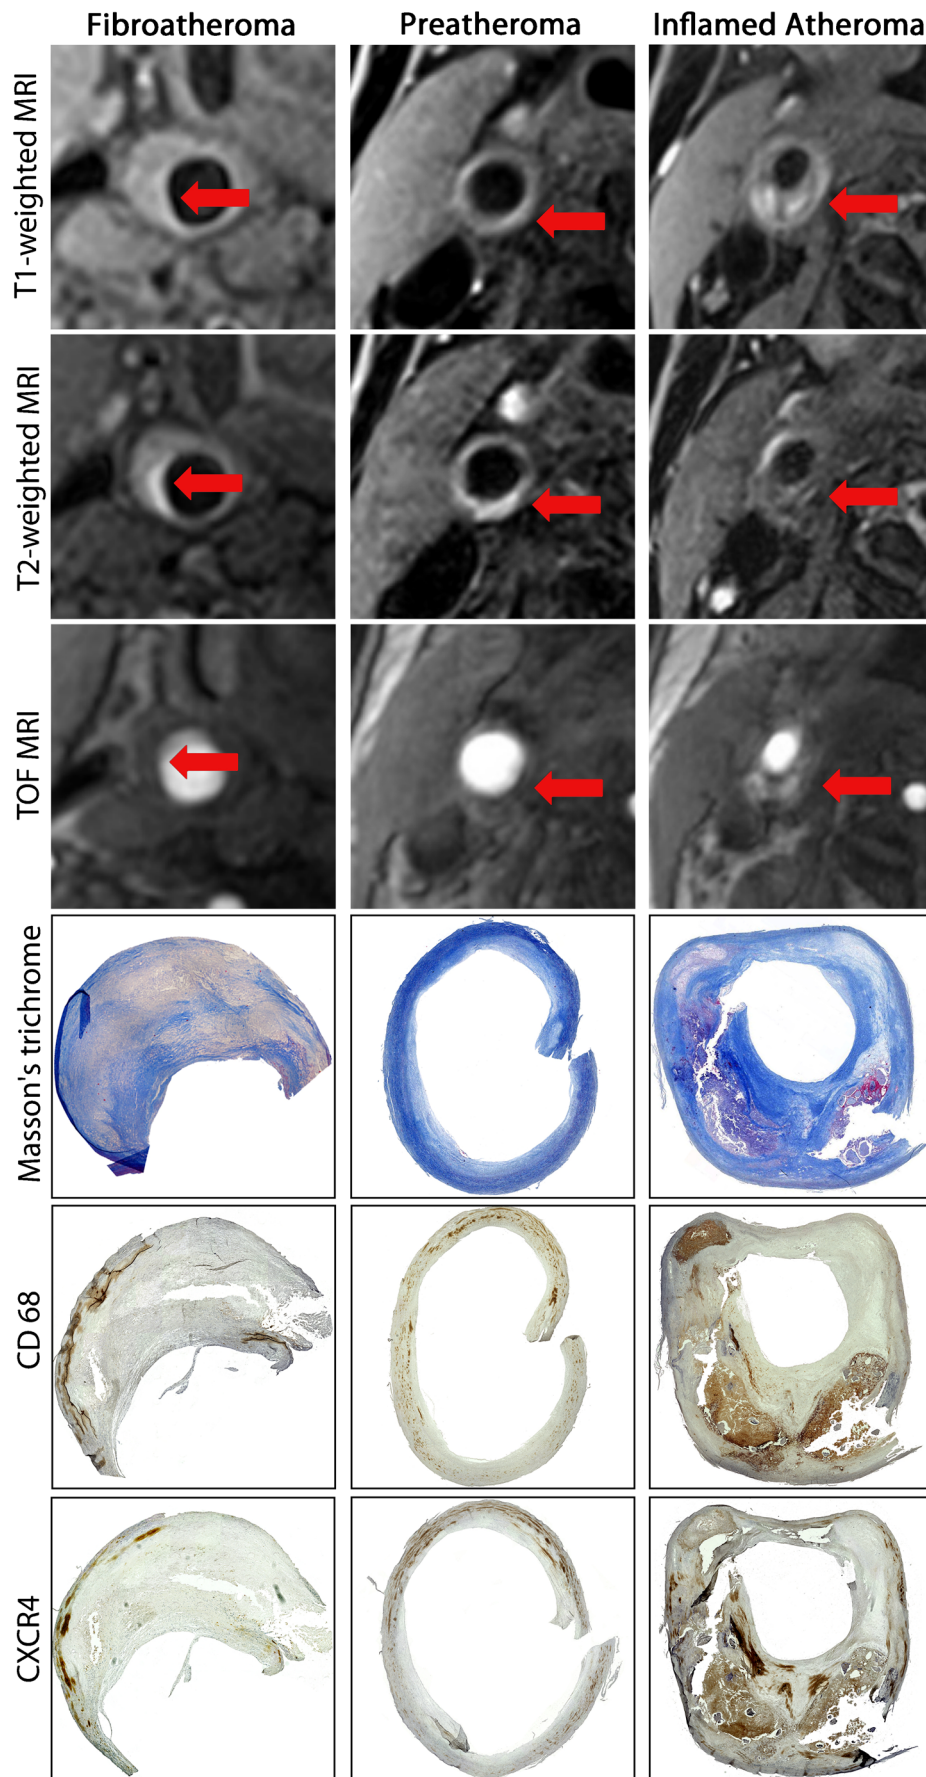 Fibroatheroma Preatheroma Inflamed Atheroma
T1-weighted MRI
T2-weighted MRI
TOF MRI
Masson's trichrome
CD 68
CXCR4